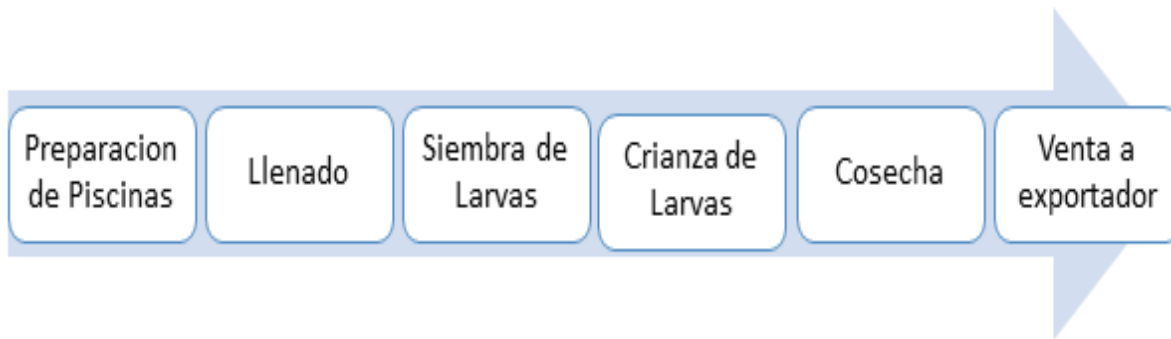 Preparacion
de Piscinas
Llenado
Siembra de
Larvas
Crianza de
Larvas
Cosecha
Venta a
exportador